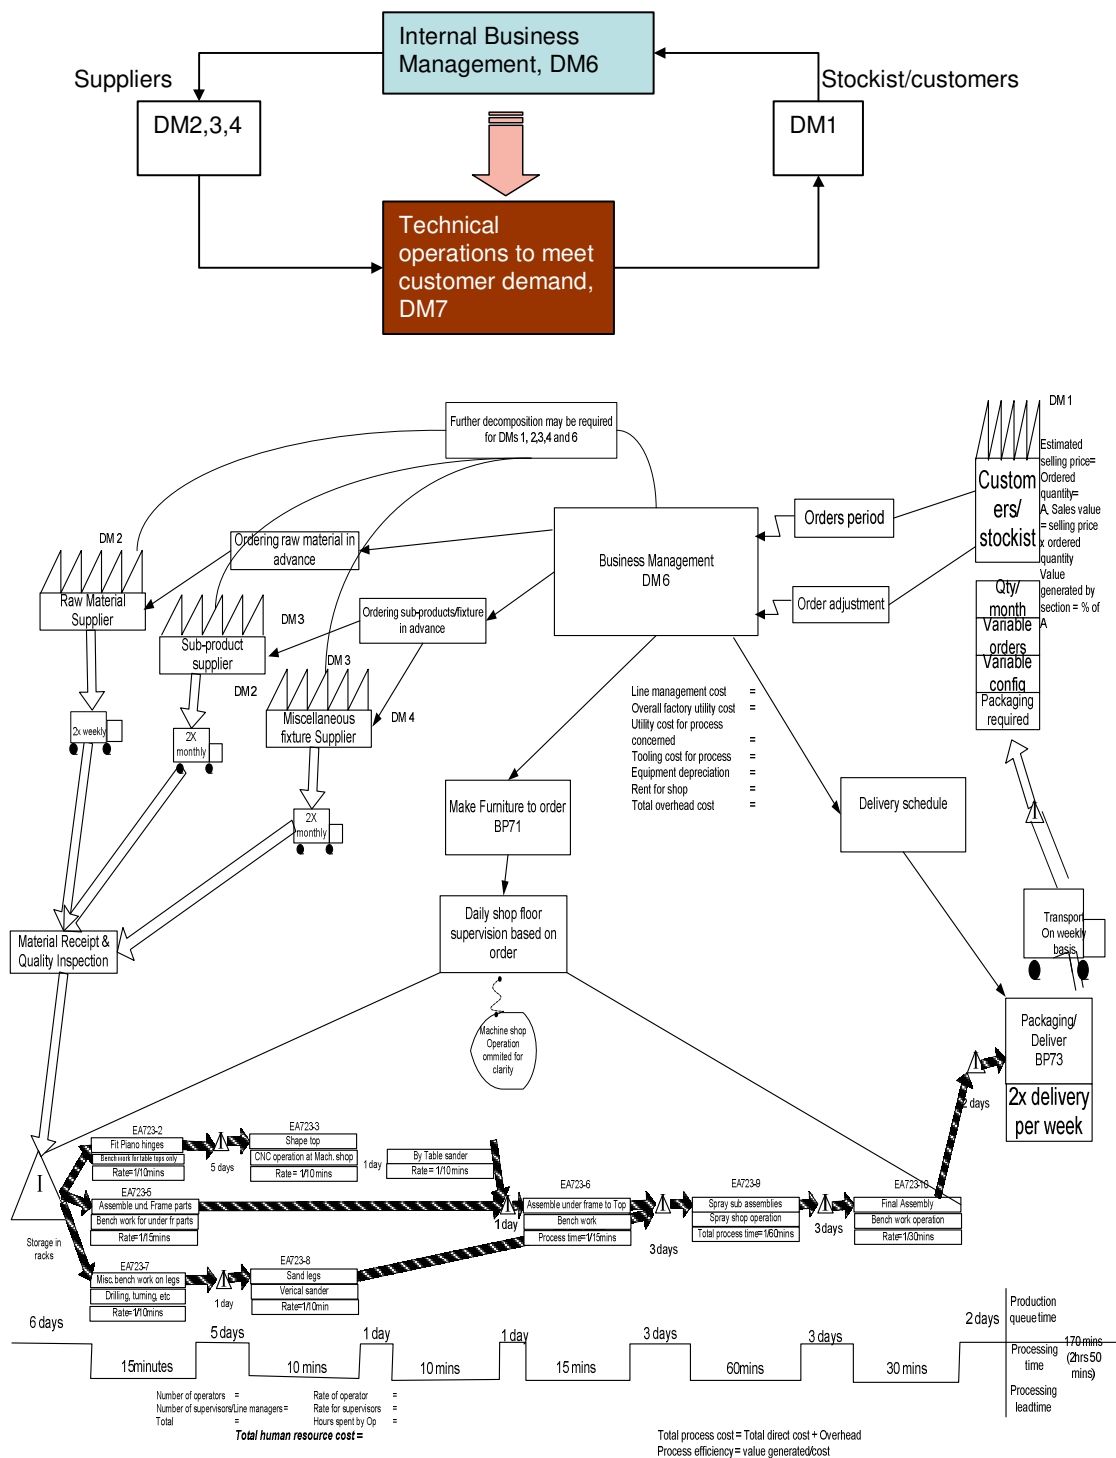 Internal Business
Management, DM6
Suppliers
Stockist/customers
DM2,3,4
DM1
Technical
operations to meet
customer demand,
DM7
Further decomposition may be required
for DMs 1, 2,3,4 and 6
DM 1
Estimated
selling price=
Ordered
quantity=
A, Sales value
= selling price
x ordered
quantity
Value
generated by
section = % of
A
Custom
ers/
stockist
Orders period
Ordering raw material in
advance
Business Management
DM 6
DM 2
Raw Material
Supplier
Order adjustment
Qty/
month
Variable
orders
Variable
config
Packaging
required
Ordering sub-products/fixture
in advance
DM 3
Sub-product
supplier
DM 3
DM 2
Miscellaneous
fixture Supplier
DM 4
Line management cost =
Overall factory utility cost =
Utility cost for process
concerned =
Tooling cost for process =
Equipment depreciation =
Rent for shop =
Total overhead cost =
2x weekly
2X
monthly
2X
monthly
Make Furniture to order
BP71
Delivery schedule
I
Daily shop floor
supervision based on
order
Transport
On weekly
basis
Material Receipt &
Quality Inspection
Machine shop
Operation
ommited for
clarity
Packaging/
Deliver
BP73
2x delivery
per week
I
2 days
EA723-2
Fit Piano hinges
Bench work for table tops only
Rate=1/10mins
I
5 days
EA723-3
Shape top
CNC operation at Mach. shop
Rate = 1/10mins
1 day
By Table sander
Rate = 1/10mins
I
Storage in
racks
EA723-5
Assemble und. Frame parts
Bench work for under fr parts
Rate=1/15mins
I
1 day
EA723-6
Assemble under frame to Top
Bench work
Process time=1/15mins
I
3 days
EA723-9
Spray sub assemblies
Spray shop operation
Total process time=1/60mins
I
3 days
EA723-10
Final Assembly
Bench work operation
Rate=1/30mins
EA723-7
Misc. bench work on legs
Drilling, turning, etc
Rate=1/10mins
I
1 day
EA723-8
Sand legs
Verical sander
Rate=1/10min
6 days
5 days
1 day
1 day
3 days
3 days
2 days
Production
queue time
15minutes
10 mins
10 mins
15 mins
60mins
30 mins
Processing
time
170 mins
(2hrs 50
mins)
Processing
leadtime
Number of operators =
Number of supervisors/Line managers =
Total =
Rate of operator =
Rate for supervisors =
Hours spent by Op =
Total human resource cost =
Total process cost = Total direct cost + Overhead
Process efficiency = value generated/cost